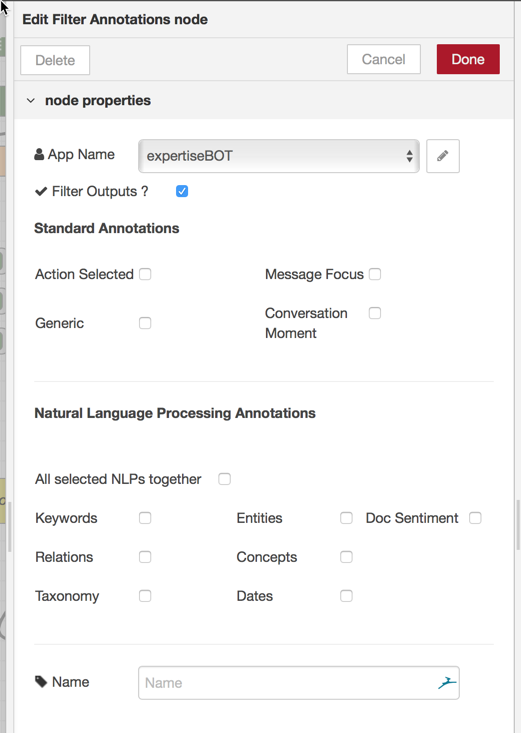 Edit Filter Annotations node
Delete
Cancel
Done
node properties
App Name
expertiseBOT
Filter Outputs ?
Standard Annotations
Action Selected
Message Focus
Generic
Conversation
Moment
Natural Language Processing Annotations
All selected NLPs together
Keywords
Entities
Doc Sentiment
Relations
Concepts
Taxonomy
Dates
Name
Name